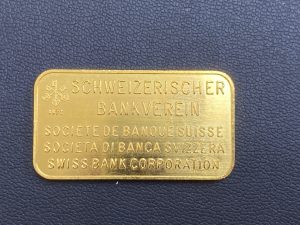 SCHWEIZERISCHER
BANKVEREIN
SOCIETE DE BANQUE SUISSE
SOCIETA DI BANCA SVIZZERA
SWISS BANK CORPORATION